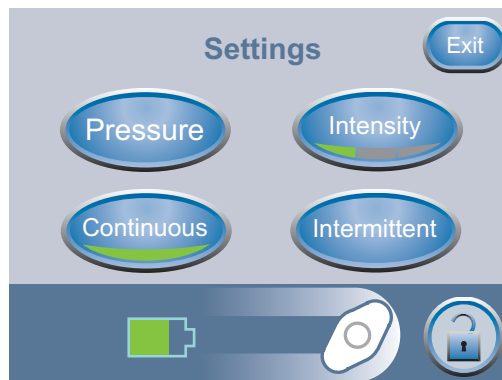 Settings
Exit
Pressure
Intensity
Continuous
Intermittent